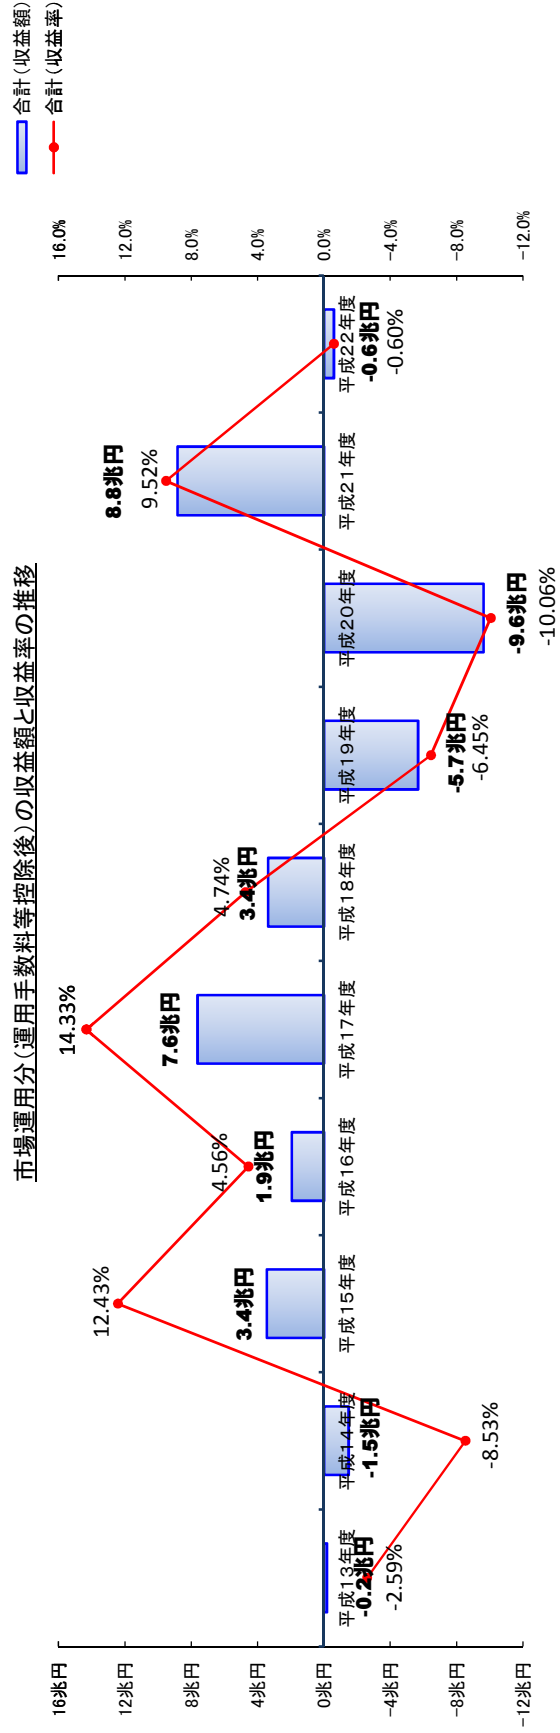 市場運用分（運用手数料等控除後）の収益額と収益率の推移
合計（収益額）
合計（収益率）
16兆円
12兆円
8兆円
4兆円
0兆円
-4兆円
-8兆円
-12兆円
16.0%
12.0%
8.0%
4.0%
0.0%
-4.0%
-8.0%
-12.0%
平成13年度
-0.2兆円
-2.59%
平成14年度
-1.5兆円
-8.53%
12.43%
3.4兆円
平成15年度
4.56%
1.9兆円
平成16年度
14.33%
7.6兆円
平成17年度
4.74%
3.4兆円
平成18年度
平成19年度
-5.7兆円
-6.45%
平成20年度
-9.6兆円
-10.06%
8.8兆円
9.52%
平成21年度
平成22年度
-0.6兆円
-0.60%